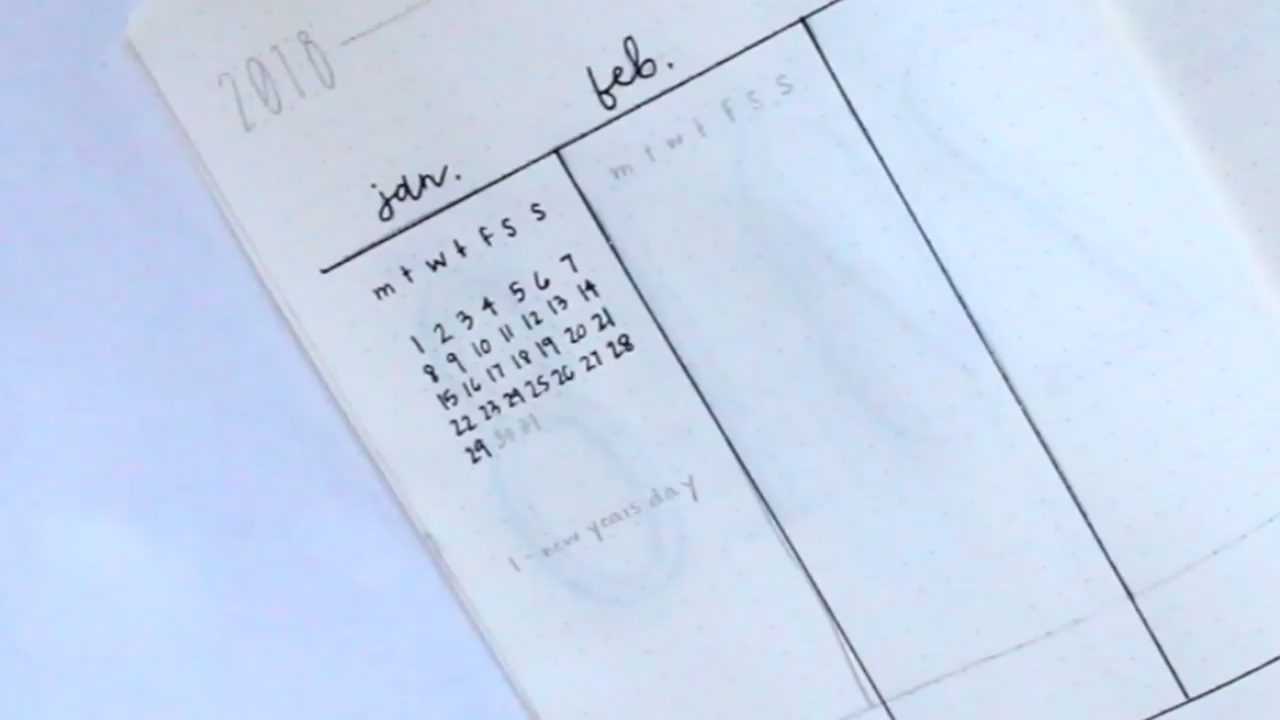 2018
jan.
m t w t f s s
1 2 3 4 5 6 7
8 9 10 11 12 13 14
15 16 17 18 19 20 21
22 23 24 25 26 27 28
29 30 31
1 - new years day
feb.
m t w t f s s